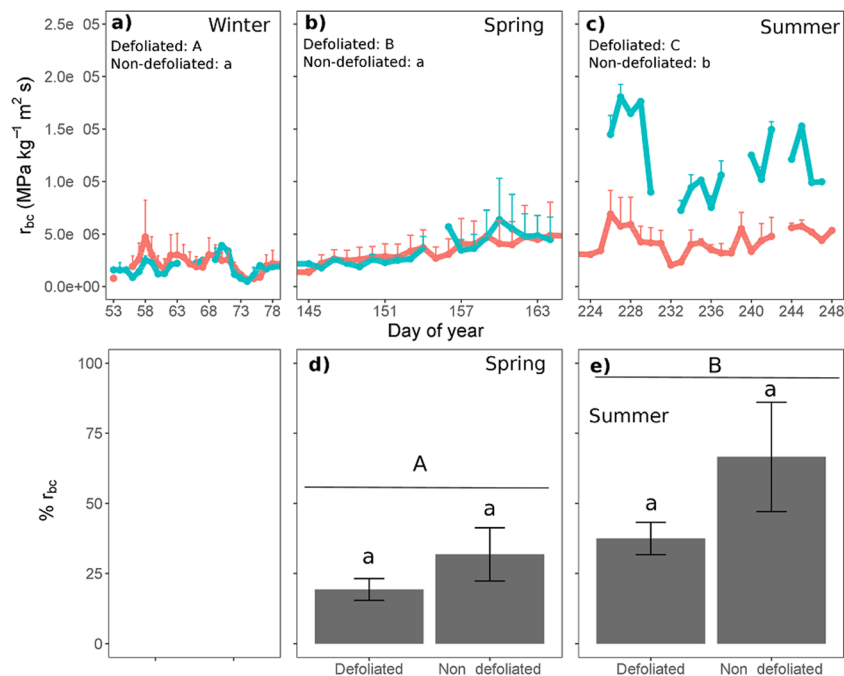 a) Winter
Defoliated: A
Non-defoliated: a
b) Spring
Defoliated: B
Non-defoliated: a
c) Summer
Defoliated: C
Non-defoliated: b
rbc (MPa kg⁻¹ m² s)
2.5e 05
2.0e 05
1.5e 05
1.0e 05
5.0e 06
0.0e+00
53 58 63 68 73 78
145 151 157 163
224 228 232 236 240 244 248
Day of year
% rbc
100
75
50
25
0
d) Spring
A
a
a
Defoliated Non defoliated
e)
B
Summer
a
a
Defoliated Non defoliated